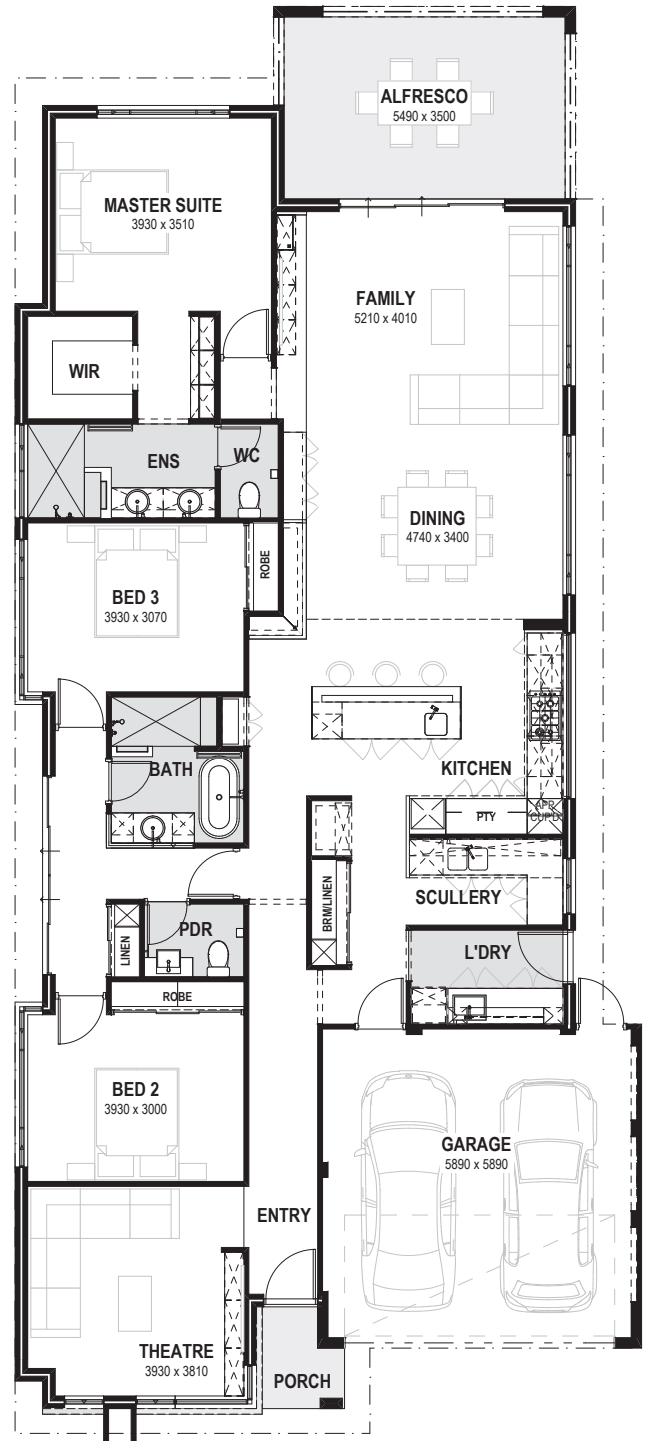 ALFRESCO
5490 x 3500
MASTER SUITE
3930 x 3510
FAMILY
5210 x 4010
WIR
ENS
WC
DINING
4740 x 3400
ROBE
BED 3
3930 x 3070
BATH
KITCHEN
PTY
APP.
CUP'D
SCULLERY
BRM/LINEN
PDR
LINEN
L'DRY
ROBE
BED 2
3930 x 3000
GARAGE
5890 x 5890
ENTRY
THEATRE
3930 x 3810
PORCH